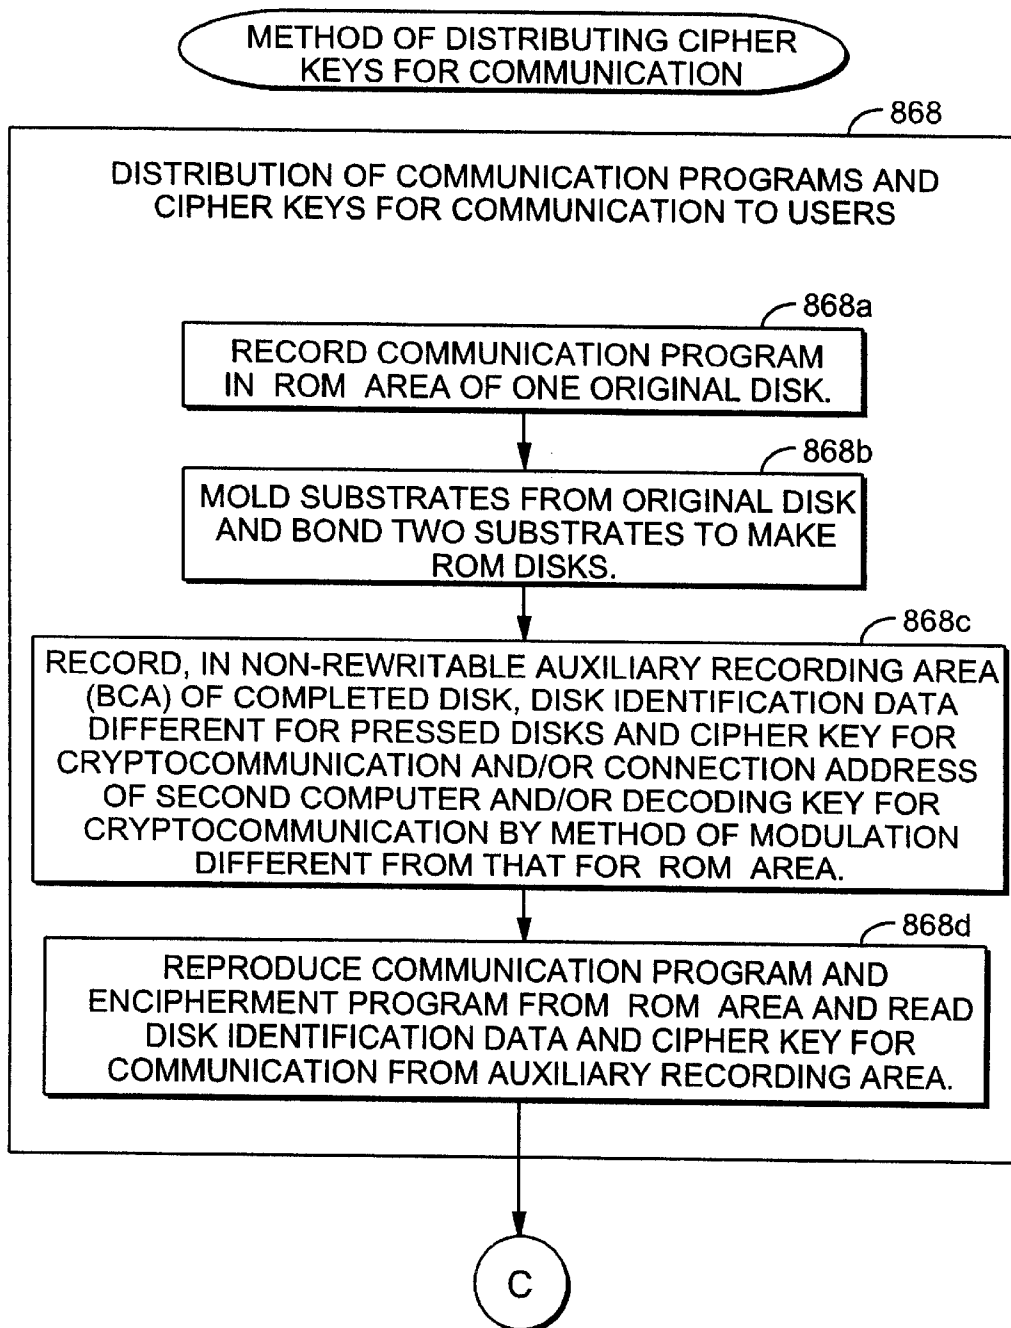 METHOD OF DISTRIBUTING CIPHER
KEYS FOR COMMUNICATION
868
DISTRIBUTION OF COMMUNICATION PROGRAMS AND
CIPHER KEYS FOR COMMUNICATION TO USERS
868a
RECORD COMMUNICATION PROGRAM
IN ROM AREA OF ONE ORIGINAL DISK.
868b
MOLD SUBSTRATES FROM ORIGINAL DISK
AND BOND TWO SUBSTRATES TO MAKE
ROM DISKS.
868c
RECORD, IN NON-REWRITABLE AUXILIARY RECORDING AREA
(BCA) OF COMPLETED DISK, DISK IDENTIFICATION DATA
DIFFERENT FOR PRESSED DISKS AND CIPHER KEY FOR
CRYPTOCOMMUNICATION AND/OR CONNECTION ADDRESS
OF SECOND COMPUTER AND/OR DECODING KEY FOR
CRYPTOCOMMUNICATION BY METHOD OF MODULATION
DIFFERENT FROM THAT FOR ROM AREA.
868d
REPRODUCE COMMUNICATION PROGRAM AND
ENCIPHERMENT PROGRAM FROM ROM AREA AND READ
DISK IDENTIFICATION DATA AND CIPHER KEY FOR
COMMUNICATION FROM AUXILIARY RECORDING AREA.
C